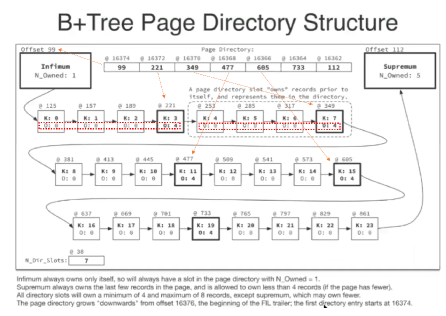 B+Tree Page Directory Structure
Offset 99
Page Directory:
Offset 112
@ 16374 @ 16372 @ 16370 @ 16368 @ 16366 @ 16364 @ 16362
Infimum
N_Owned: 1
99 221 349 477 605 733 112
Supremum
N_Owned: 5
A page directory slot "owns" records prior to
itself, and represents them in the directory.
@ 125 @ 157 @ 189 @ 221 @ 253 @ 285 @ 317 @ 349
K: 0 K: 1 K: 2 K: 3 K: 4 K: 5 K: 6 K: 7
O: 4
@ 381 @ 413 @ 445 @ 477 @ 509 @ 541 @ 573 @ 605
K: 8 K: 9 K: 10 K: 11 K: 12 K: 13 K: 14 K: 15
O: 0 O: 0 O: 0 O: 4 O: 0 O: 0 O: 0 O: 4
@ 637 @ 669 @ 701 @ 733 @ 765 @ 797 @ 829 @ 861
K: 16 K: 17 K: 18 K: 19 K: 20 K: 21 K: 22 K: 23
O: 0 O: 0 O: 0 O: 4 O: 0 O: 0 O: 0 O: 0
@ 38
N_Dir_Slots: 7
Infimum always owns only itself, so will always have a slot in the page directory with N_Owned = 1.
Supremum always owns the last few records in the page, and is allowed to own less than 4 records (if the page has fewer).
All directory slots will own a minimum of 4 and maximum of 8 records, except supremum, which may own fewer.
The page directory grows "downwards" from offset 16376, the beginning of the FIL trailer; the first directory entry starts at 16374.